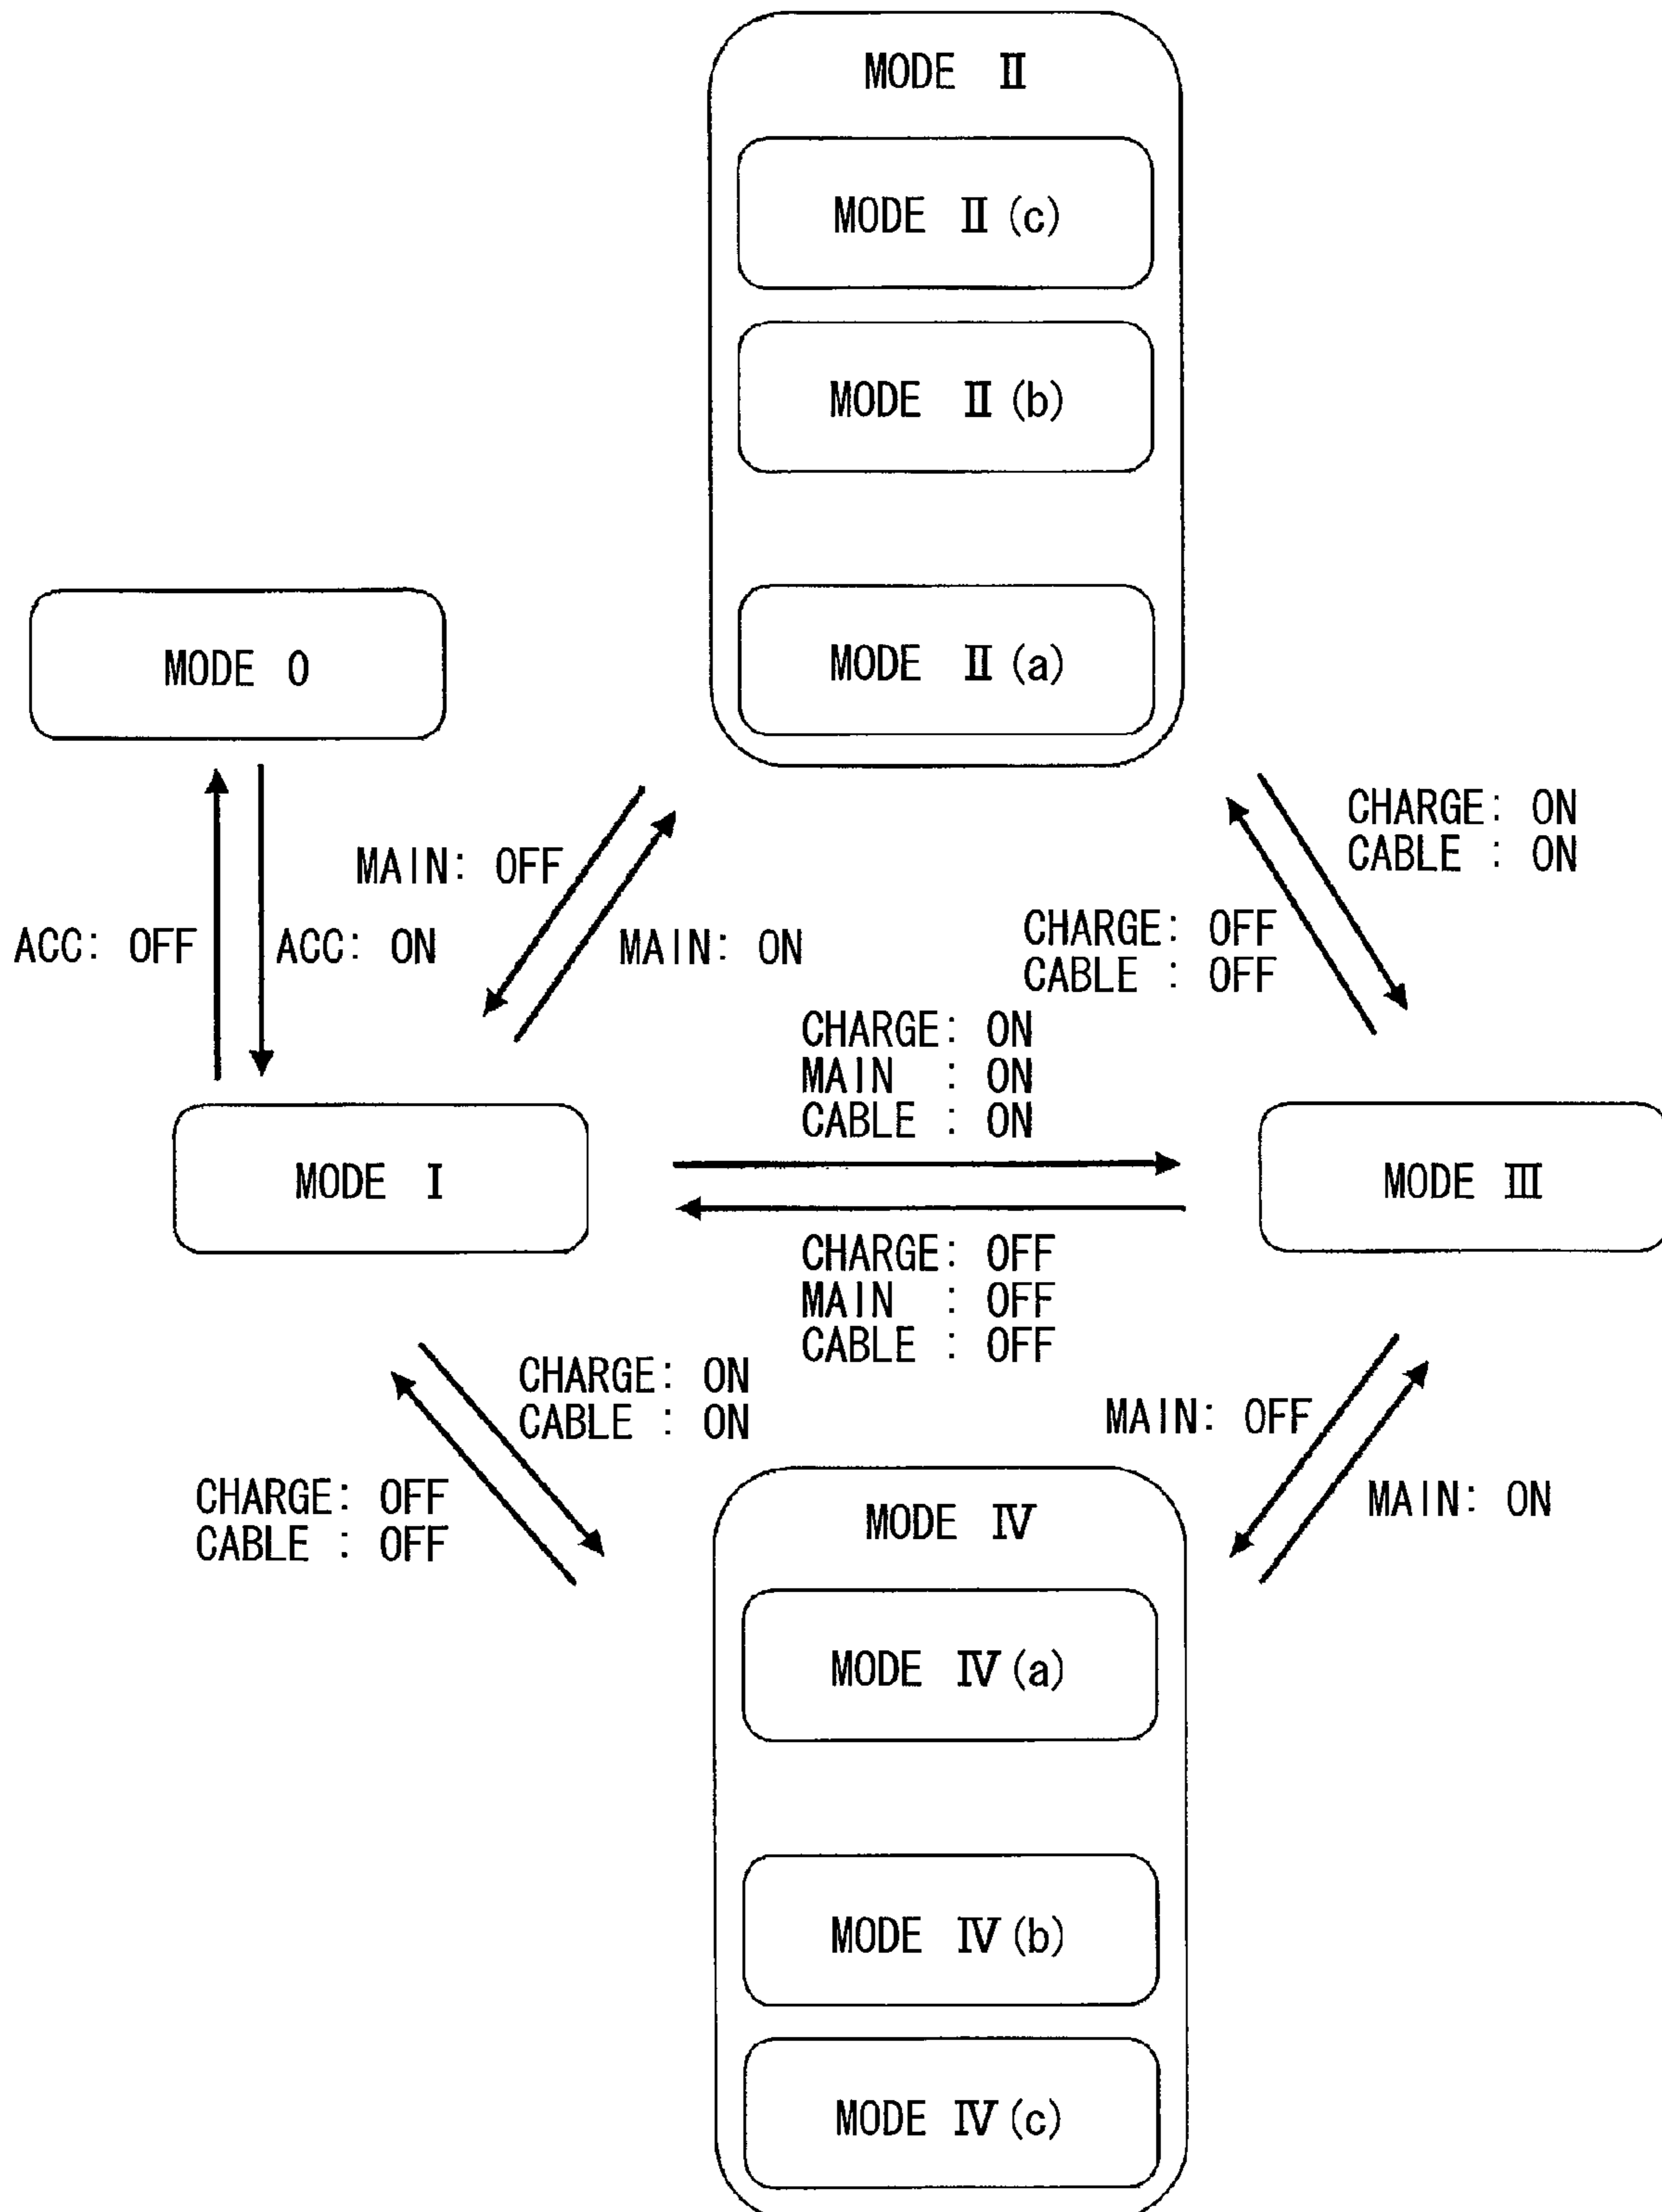 MODE Ⅱ
MODE Ⅱ (c)
MODE Ⅱ (b)
MODE Ⅱ (a)
MODE 0
CHARGE: ON
CABLE : ON
MAIN: OFF
CHARGE: OFF
CABLE : OFF
ACC: OFF
ACC: ON
MAIN: ON
CHARGE: ON
MAIN : ON
CABLE : ON
MODE Ⅰ
MODE Ⅲ
CHARGE: OFF
MAIN : OFF
CABLE : OFF
CHARGE: ON
CABLE : ON
MAIN: OFF
CHARGE: OFF
CABLE : OFF
MAIN: ON
MODE Ⅳ
MODE Ⅳ (a)
MODE Ⅳ (b)
MODE Ⅳ (c)